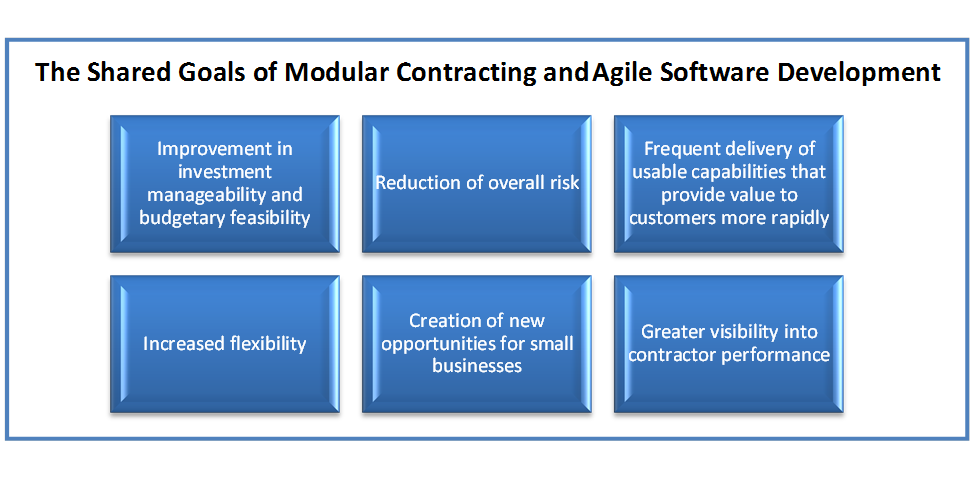 The Shared Goals of Modular Contracting and Agile Software Development
Improvement in
investment
manageability and
budgetary feasibility
Reduction of overall risk
Frequent delivery of
usable capabilities that
provide value to
customers more rapidly
Increased flexibility
Creation of new
opportunities for small
businesses
Greater visibility into
contractor performance